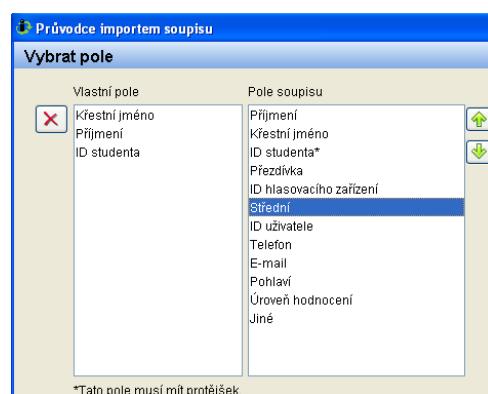 Průvodce importem soupisu
Vybrat pole
Vlastní pole
Křestní jméno
Příjmení
ID studenta
Pole soupisu
Příjmení
Křestní jméno
ID studenta*
Přezdívka
ID hlasovacího zařízení
Střední
ID uživatele
Telefon
E-mail
Pohlaví
Úroveň hodnocení
Jiné
*Tato pole musí mít protějšek